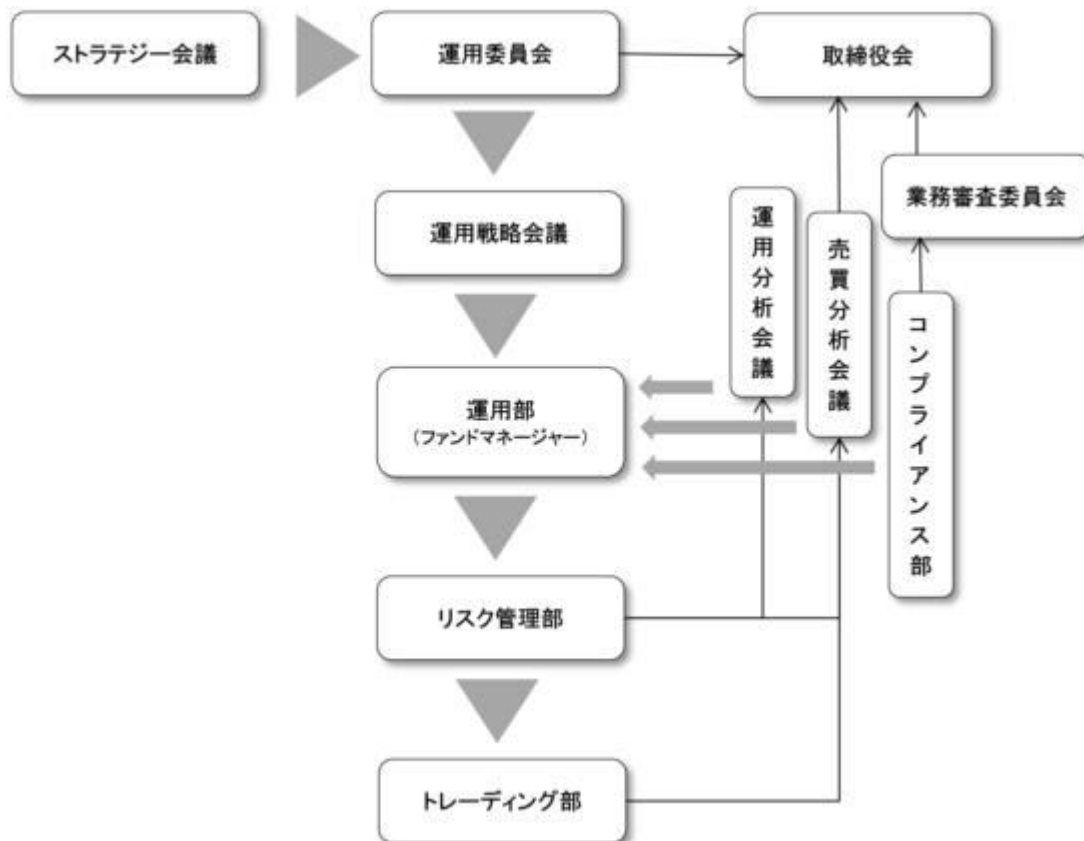 ストラテジー会議
運用委員会
取締役会
業務審査委員会
運用戦略会議
運用分析会議
売買分析会議
コンプライアンス部
運用部
(ファンドマネージャー)
リスク管理部
トレーディング部